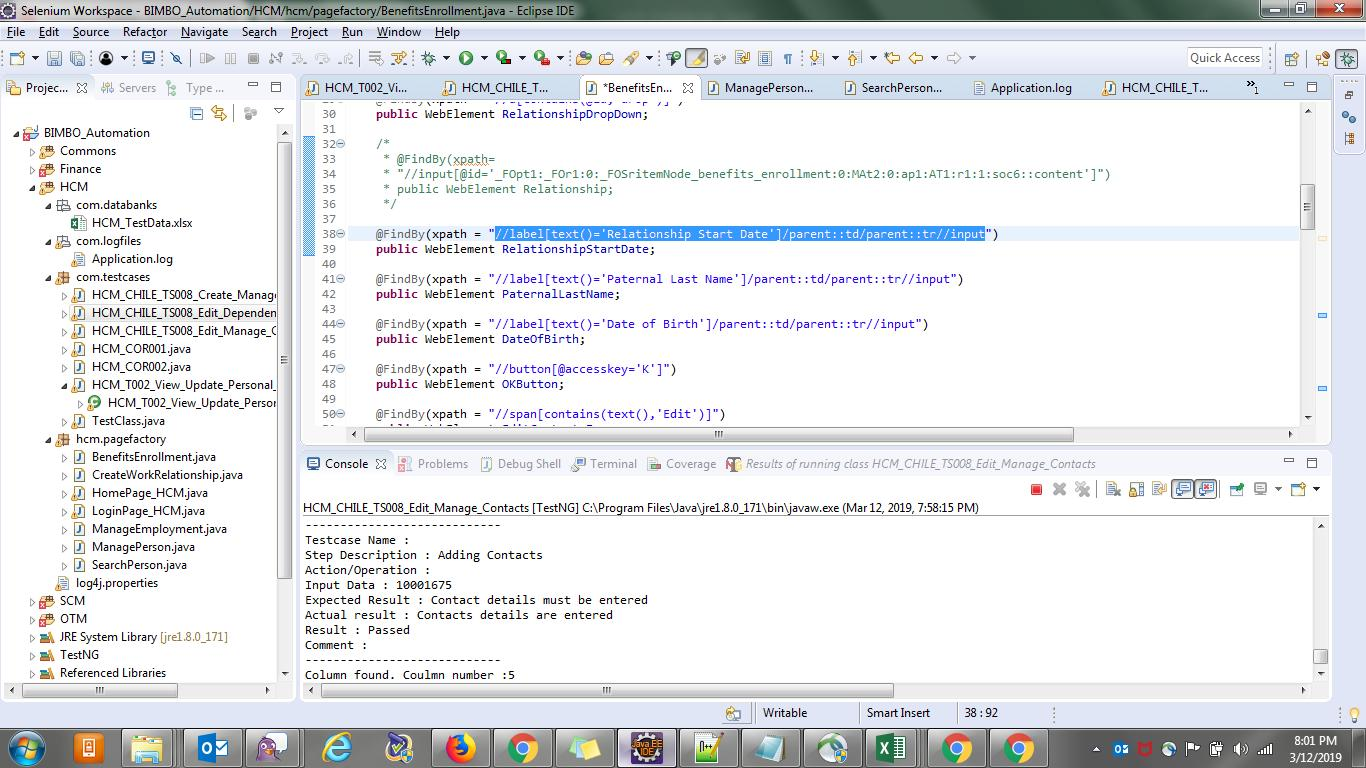 Selenium Workspace - BIMBO_Automation/HCM/hcm/pagefactory/BenefitsEnrollment.java - Eclipse IDE
File Edit Source Refactor Navigate Search Project Run Window Help
Quick Access
Projec... Servers Type ...
HCM_T002_Vi... HCM_CHILE_T... *BenefitsEn... ManagePerson... SearchPerson... Application.log HCM_CHILE_T... »1
BIMBO_Automation
Commons
Finance
HCM
com.databanks
HCM_TestData.xlsx
com.logfiles
Application.log
com.testcases
HCM_CHILE_TS008_Create_Manage
HCM_CHILE_TS008_Edit_Dependen
HCM_CHILE_TS008_Edit_Manage_C
HCM_COR001.java
HCM_COR002.java
HCM_T002_View_Update_Personal_
HCM_T002_View_Update_Person
TestClass.java
hcm.pagefactory
BenefitsEnrollment.java
CreateWorkRelationship.java
HomePage_HCM.java
LoginPage_HCM.java
ManageEmployment.java
ManagePerson.java
SearchPerson.java
log4j.properties
SCM
OTM
JRE System Library [jre1.8.0_171]
TestNG
Referenced Libraries
30 public WebElement RelationshipDropDown;
31
32 /*
33 * @FindBy(xpath=
34 * "//input[@id='_FOpt1:_FOr1:0:_FOSritemNode_benefits_enrollment:0:MAt2:0:ap1:AT1:r1:1:soc6::content']")
35 * public WebElement Relationship;
36 */
37
38 @FindBy(xpath = "//label[text()='Relationship Start Date']/parent::td/parent::tr//input")
39 public WebElement RelationshipStartDate;
40
41 @FindBy(xpath = "//label[text()='Paternal Last Name']/parent::td/parent::tr//input")
42 public WebElement PaternalLastName;
43
44 @FindBy(xpath = "//label[text()='Date of Birth']/parent::td/parent::tr//input")
45 public WebElement DateOfBirth;
46
47 @FindBy(xpath = "//button[@accesskey='K']")
48 public WebElement OKButton;
49
50 @FindBy(xpath = "//span[contains(text(),'Edit')]")
Console Problems Debug Shell Terminal Coverage Results of running class HCM_CHILE_TS008_Edit_Manage_Contacts
HCM_CHILE_TS008_Edit_Manage_Contacts [TestNG] C:\Program Files\Java\jre1.8.0_171\bin\javaw.exe (Mar 12, 2019, 7:58:15 PM)
---------------------------
Testcase Name :
Step Description : Adding Contacts
Action/Operation :
Input Data : 10001675
Expected Result : Contact details must be entered
Actual result : Contacts details are entered
Result : Passed
Comment :
---------------------------
Column found. Coulmn number :5
Writable Smart Insert 38 : 92
8:01 PM
3/12/2019